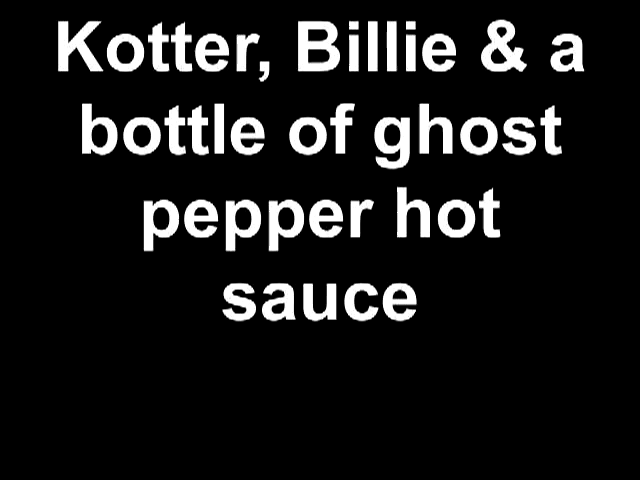 Kotter, Billie & a
bottle of ghost
pepper hot
sauce